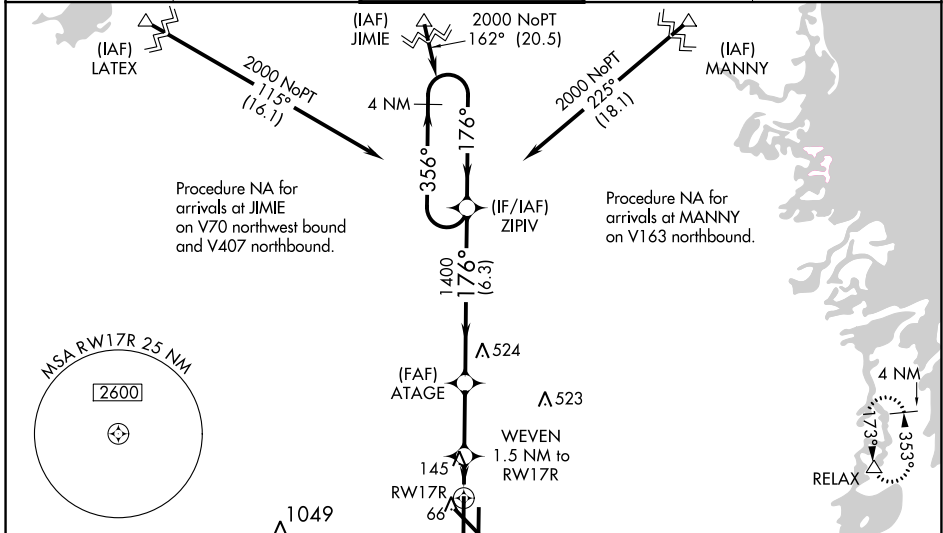 (IAF)
LATEX
2000 NoPT
115°
(16.1)
(IAF)
JIMIE
2000 NoPT
162° (20.5)
4 NM
356°
176°
(IAF)
MANNY
2000 NoPT
225°
(18.1)
Procedure NA for
arrivals at JIMIE
on V70 northwest bound
and V407 northbound.
(IF/IAF)
ZIPIV
Procedure NA for
arrivals at MANNY
on V163 northbound.
1400
176°
(6.3)
MSA RW17R 25 NM
2600
524
(FAF)
ATAGE
523
WEVEN
1.5 NM to
RW17R
145
RW17R
66
1049
4 NM
173°
353°
RELAX